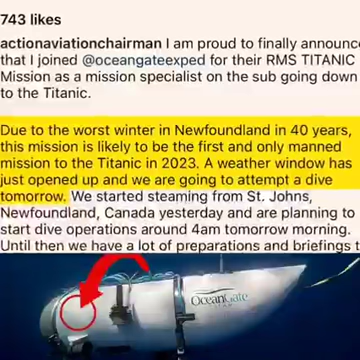 743 likes
actionaviationchairman I am proud to finally announce
that I joined @oceangateexped for their RMS TITANIC
Mission as a mission specialist on the sub going down
to the Titanic.
Due to the worst winter in Newfoundland in 40 years,
this mission is likely to be the first and only manned
mission to the Titanic in 2023. A weather window has
just opened up and we are going to attempt a dive
tomorrow. We started steaming from St. Johns,
Newfoundland, Canada yesterday and are planning to
start dive operations around 4am tomorrow morning.
Until then we have a lot of preparations and briefings t
OceanGate